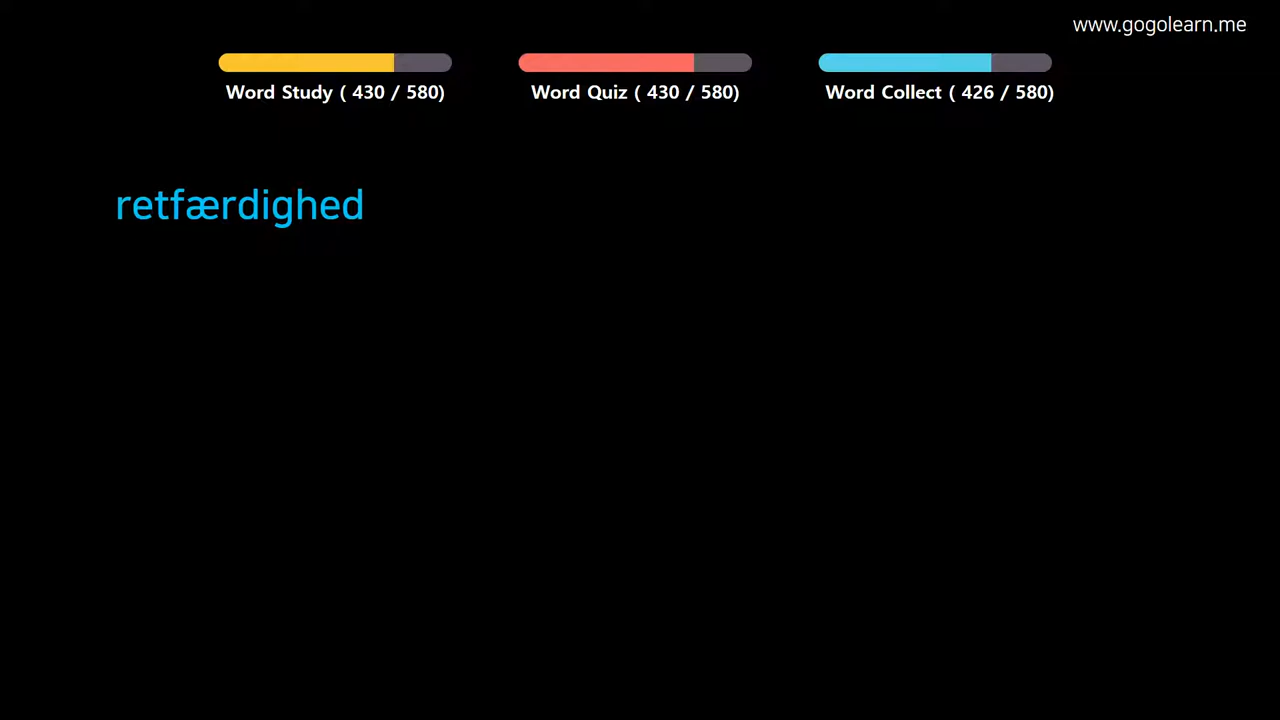 www.gogolearn.me
Word Study ( 430 / 580)
Word Quiz ( 430 / 580)
Word Collect ( 426 / 580)
retfærdighed